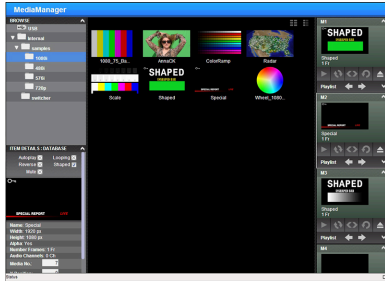 MediaManager
BROWSE
USB
Internal
samples
1080i
480i
576i
720p
switcher
1080_75_Ba...
AnnaCK
ColorRamp
Radar
Scale
SHAPED
Shaped
Special
Wheel_1000...
ITEM DETAILS : DATABASE
Autoplay
Looping
Reverse
Shaped
Mute
SPECIAL REPORT
Name: Special
Width: 1920 px
Height: 1080 px
Alpha: Yes
Number Frames: 1 Fr
Audio Channels: 0 Ch
Media No.:
Status
M1
SHAPED
Shaped
1 Fr
Playlist
M2
Special
1 Fr
Playlist
M3
SHAPED
Shaped
1 Fr
Playlist
M4